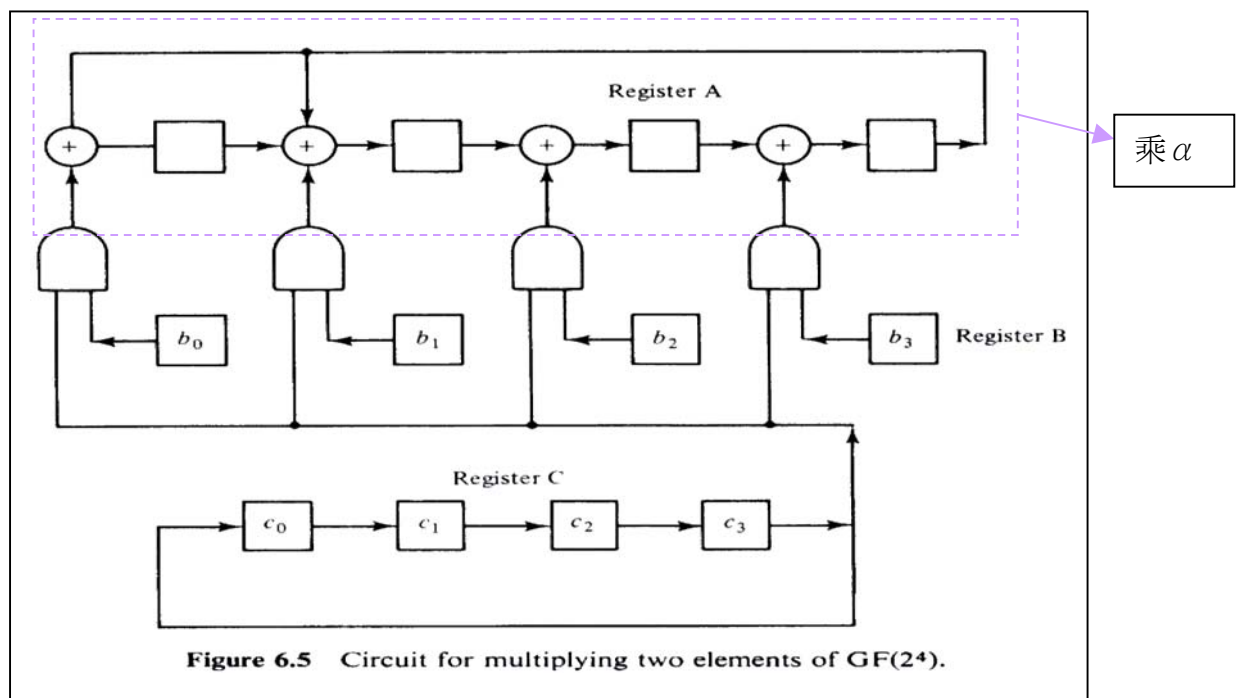 Register A
乘α
+
+
+
+
b₀
b₁
b₂
b₃
Register B
Register C
c₀
c₁
c₂
c₃
Figure 6.5 Circuit for multiplying two elements of GF(2⁴).